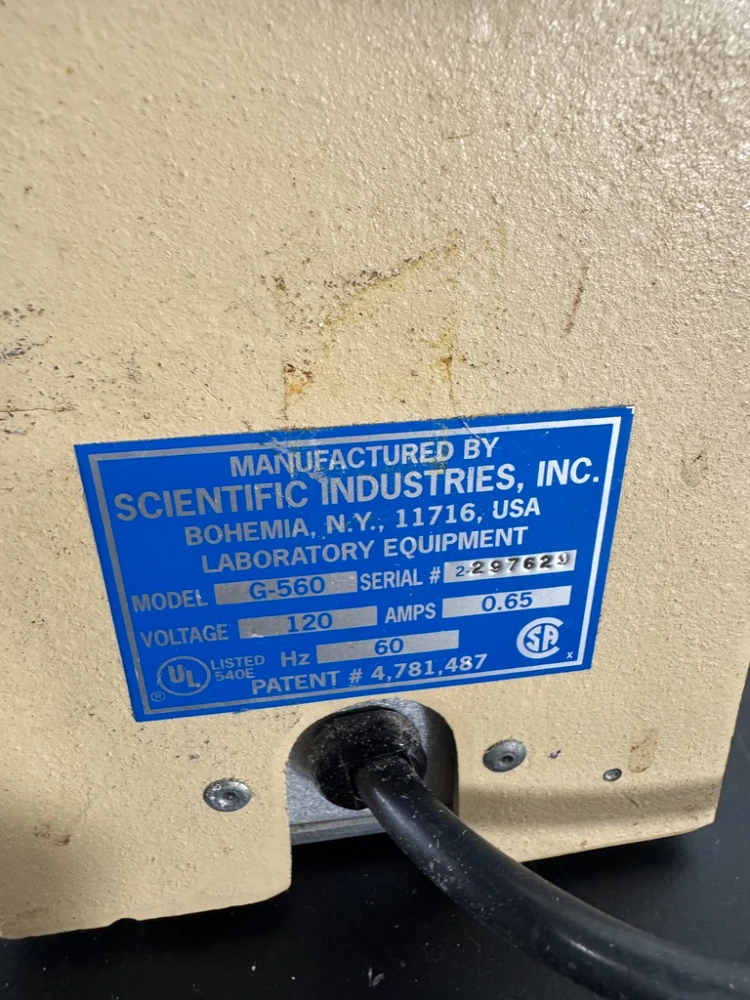 MANUFACTURED BY
SCIENTIFIC INDUSTRIES, INC.
BOHEMIA, N.Y., 11716, USA
LABORATORY EQUIPMENT
MODEL G-560 SERIAL # 2-297629
VOLTAGE 120 AMPS 0.65
UL ® LISTED 540E Hz 60 SA x
PATENT # 4,781,487